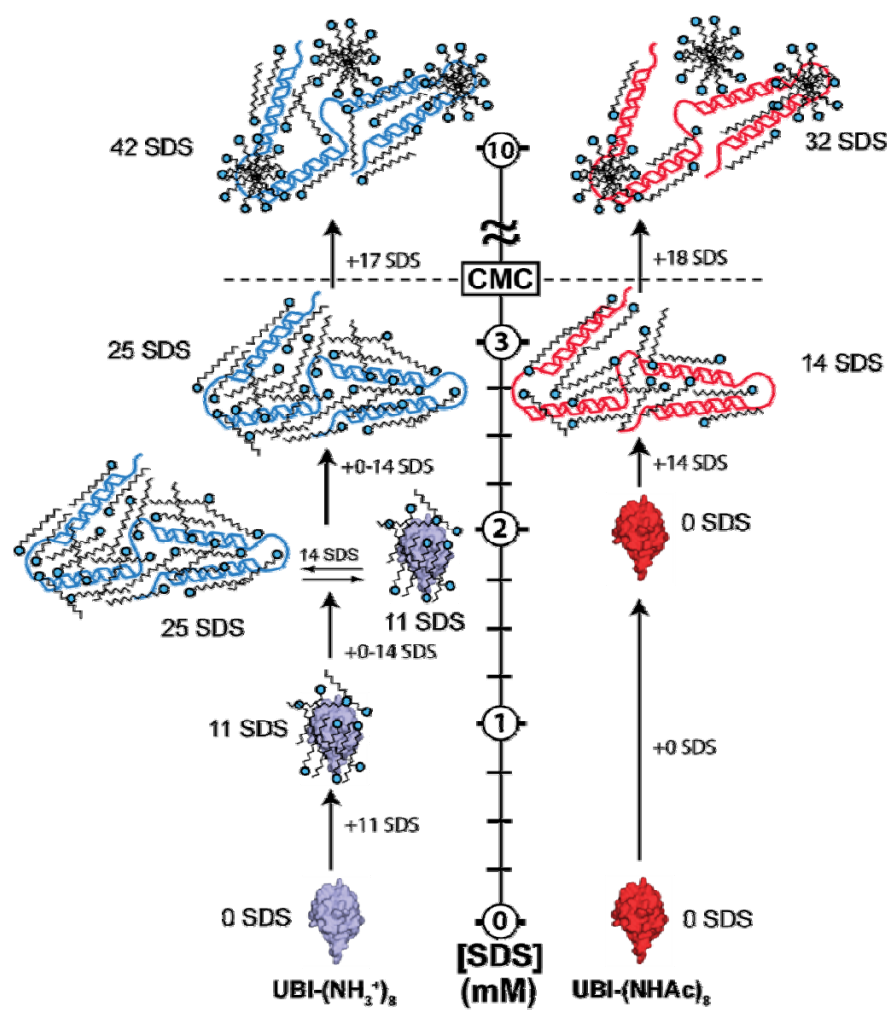 10
42 SDS
32 SDS
+17 SDS
+18 SDS
CMC
3
25 SDS
14 SDS
+0-14 SDS
+14 SDS
2
0 SDS
14 SDS
25 SDS
11 SDS
+0-14 SDS
11 SDS
1
+0 SDS
+11 SDS
0 SDS
0
0 SDS
[SDS]
(mM)
UBI-(NH₃⁺)₈
UBI-(NHAc)₈